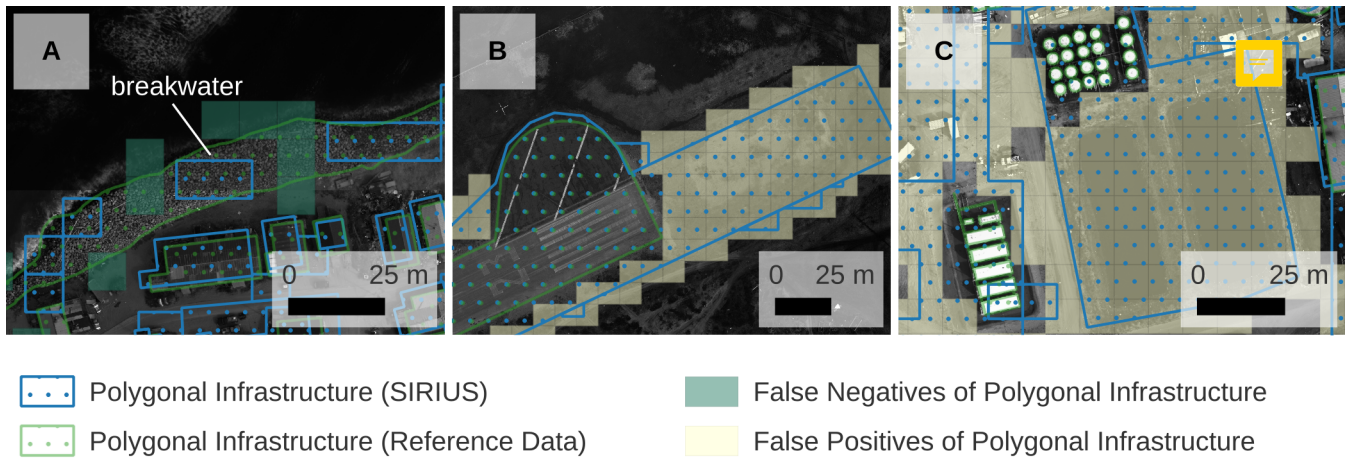 A
breakwater
0 25 m
B
0 25 m
C
0 25 m
Polygonal Infrastructure (SIRIUS)
False Negatives of Polygonal Infrastructure
Polygonal Infrastructure (Reference Data)
False Positives of Polygonal Infrastructure